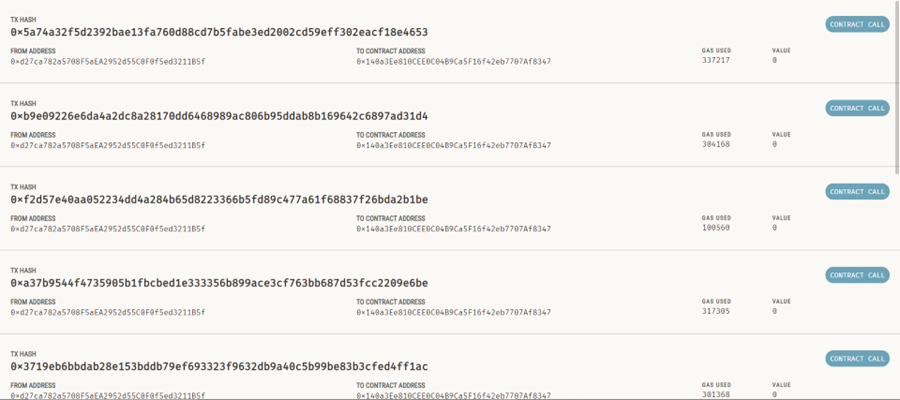 TX HASH
0×5a74a32f5d2392bae13fa760d88cd7b5fabe3ed2002cd59eff302eacf18e4653
CONTRACT CALL
FROM ADDRESS TO CONTRACT ADDRESS GAS USED VALUE
0×d27ca782a5708F5aEA2952d55C0F0f5ed3211B5f 0×140a3Ee810CEE0C04B9Ca5F16f42eb7707Af8347 337217 0
TX HASH
0×b9e09226e6da4a2dc8a28170dd6468989ac806b95ddab8b169642c6897ad31d4
CONTRACT CALL
FROM ADDRESS TO CONTRACT ADDRESS GAS USED VALUE
0×d27ca782a5708F5aEA2952d55C0F0f5ed3211B5f 0×140a3Ee810CEE0C04B9Ca5F16f42eb7707Af8347 304168 0
TX HASH
0×f2d57e40aa052234dd4a284b65d8223366b5fd89c477a61f68837f26bda2b1be
CONTRACT CALL
FROM ADDRESS TO CONTRACT ADDRESS GAS USED VALUE
0×d27ca782a5708F5aEA2952d55C0F0f5ed3211B5f 0×140a3Ee810CEE0C04B9Ca5F16f42eb7707Af8347 100560 0
TX HASH
0×a37b9544f4735905b1fbcbed1e333356b899ace3cf763bb687d53fcc2209e6be
CONTRACT CALL
FROM ADDRESS TO CONTRACT ADDRESS GAS USED VALUE
0×d27ca782a5708F5aEA2952d55C0F0f5ed3211B5f 0×140a3Ee810CEE0C04B9Ca5F16f42eb7707Af8347 317305 0
TX HASH
0×3719eb6bbdab28e153bddb79ef693323f9632db9a40c5b99be83b3cfed4ff1ac
CONTRACT CALL
FROM ADDRESS TO CONTRACT ADDRESS GAS USED VALUE
0×d27ca782a5708F5aEA2952d55C0F0f5ed3211B5f 0×140a3Ee810CEE0C04B9Ca5F16f42eb7707Af8347 301368 0